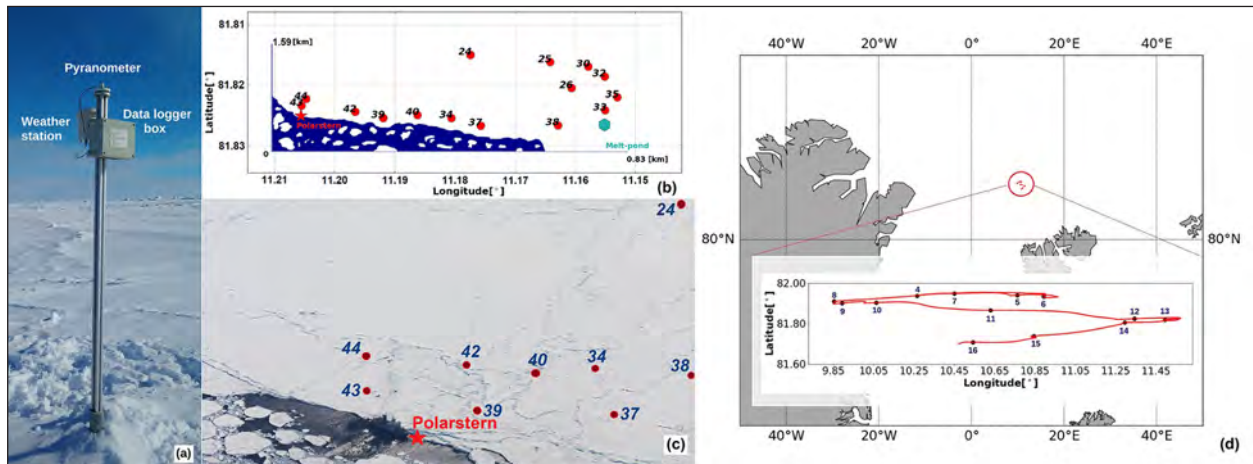 Pyranometer
Weather
station
Data logger
box
(a)
81.81
81.82
81.83
Latitude[°]
1.59 [km]
24
25
30
32
26
35
33
38
44
43
42
39
40
34
37
Polarstern
Melt-pond
0
0.83 [km]
11.21
11.20
11.19
11.18
11.17
11.16
11.15
Longitude[°]
(b)
24
44
42
40
34
38
43
39
37
Polarstern
(c)
40°W
20°W
0°
20°E
40°E
80°N
80°N
82.00
81.80
81.60
Latitude[°]
8
9
10
4
7
5
6
11
12
13
14
15
16
9.85
10.05
10.25
10.45
10.65
10.85
11.05
11.25
11.45
Longitude[°]
40°W
20°W
0°
20°E
40°E
(d)